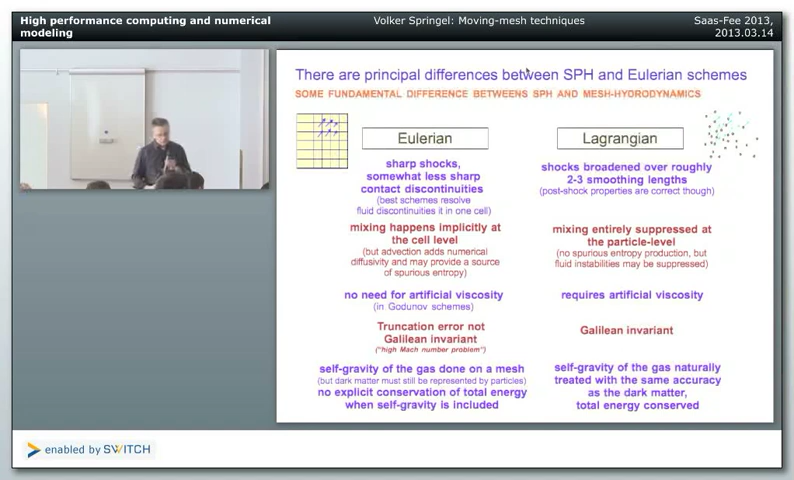 High performance computing and numerical
modeling
Volker Springel: Moving-mesh techniques
Saas-Fee 2013,
2013.03.14
There are principal differences between SPH and Eulerian schemes
SOME FUNDAMENTAL DIFFERENCE BETWEENS SPH AND MESH-HYDRODYNAMICS
Eulerian
sharp shocks,
somewhat less sharp
contact discontinuities
(best schemes resolve
fluid discontinuities it in one cell)
mixing happens implicitly at
the cell level
(but advection adds numerical
diffusivity and may provide a source
of spurious entropy)
no need for artificial viscosity
(in Godunov schemes)
Truncation error not
Galilean invariant
("high Mach number problem")
self-gravity of the gas done on a mesh
(but dark matter must still be represented by particles)
no explicit conservation of total energy
when self-gravity is included
Lagrangian
shocks broadened over roughly
2-3 smoothing lengths
(post-shock properties are correct though)
mixing entirely suppressed at
the particle-level
(no spurious entropy production, but
fluid instabilities may be suppressed)
requires artificial viscosity
Galilean invariant
self-gravity of the gas naturally
treated with the same accuracy
as the dark matter,
total energy conserved
enabled by SWITCH